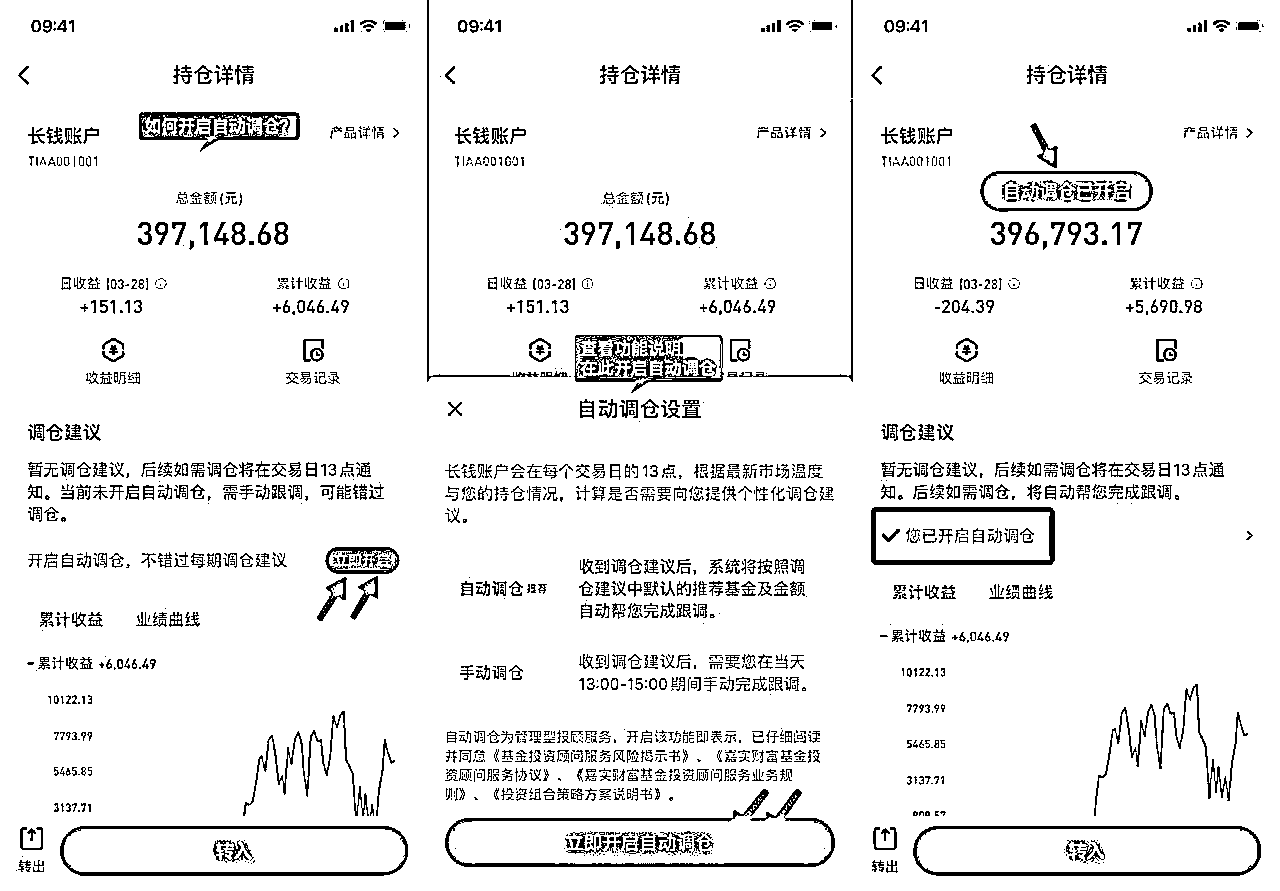 09:41
持仓详情
如何开启自动调仓?
长钱账户
产品详情 >
TIAA001001
总金额(元)
397,148.68
日收益 [03-28]
累计收益
+151.13
+6,046.49
收益明细
交易记录
调仓建议
暂无调仓建议，后续如需调仓将在交易日13点通
知。当前未开启自动调仓，需手动跟调，可能错过
调仓。
开启自动调仓，不错过每期调仓建议
立即开启
累计收益
业绩曲线
累计收益 +6,046.49
10122.13
7793.99
5465.85
3137.71
转出
转入
09:41
持仓详情
长钱账户
产品详情 >
TIAA001001
总金额(元)
397,148.68
日收益 [03-28]
累计收益
+151.13
+6,046.49
查看功能说明
在此开启自动调仓
自动调仓设置
长钱账户会在每个交易日的13点，根据最新市场温度
与您的持仓情况，计算是否需要向您提供个性化调仓建
议。
自动调仓 推荐
收到调仓建议后，系统将按照调
仓建议中默认的推荐基金及金额
自动帮您完成跟调。
手动调仓
收到调仓建议后，需要您在当天
13:00-15:00期间手动完成跟调。
自动调仓为管理型投顾服务，开启该功能即表示，已仔细阅读
并同意《基金投资顾问服务风险揭示书》、《嘉实财富基金投
资顾问服务协议》、《嘉实财富基金投资顾问服务业务规
则》、《投资组合策略方案说明书》。
立即开启自动调仓
09:41
持仓详情
长钱账户
产品详情 >
TIAA001001
自动调仓已开启
396,793.17
日收益 [03-28]
累计收益
-204.39
+5,690.98
收益明细
交易记录
调仓建议
暂无调仓建议，后续如需调仓将在交易日13点通
知。后续如需调仓，将自动帮您完成跟调。
您已开启自动调仓
累计收益
业绩曲线
累计收益 +6,046.49
10122.13
7793.99
5465.85
3137.71
转出
转入